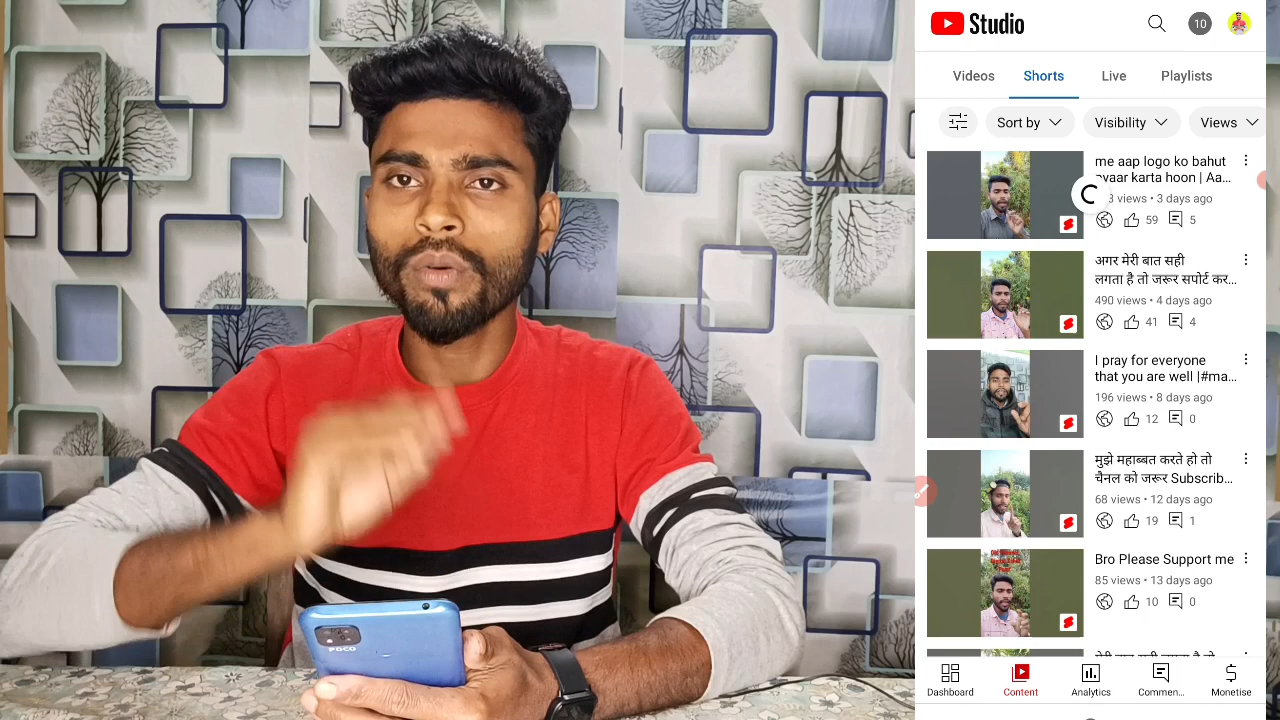 Studio
10
Videos Shorts Live Playlists
Sort by Visibility Views
me aap logo ko bahut
karta hoon | Aa...
views • 3 days ago
59 5
अगर मेरी बात सही
लगता है तो जरूर सपोर्ट कर...
490 views • 4 days ago
41 4
I pray for everyone
that you are well |#ma...
196 views • 8 days ago
12 0
मुझे महाब्बत करते हो तो
चैनल को जरूर Subscrib...
68 views • 12 days ago
19 1
Bro Please Support me
85 views • 13 days ago
10 0
Dashboard Content Analytics Commen... Monetise
POCO